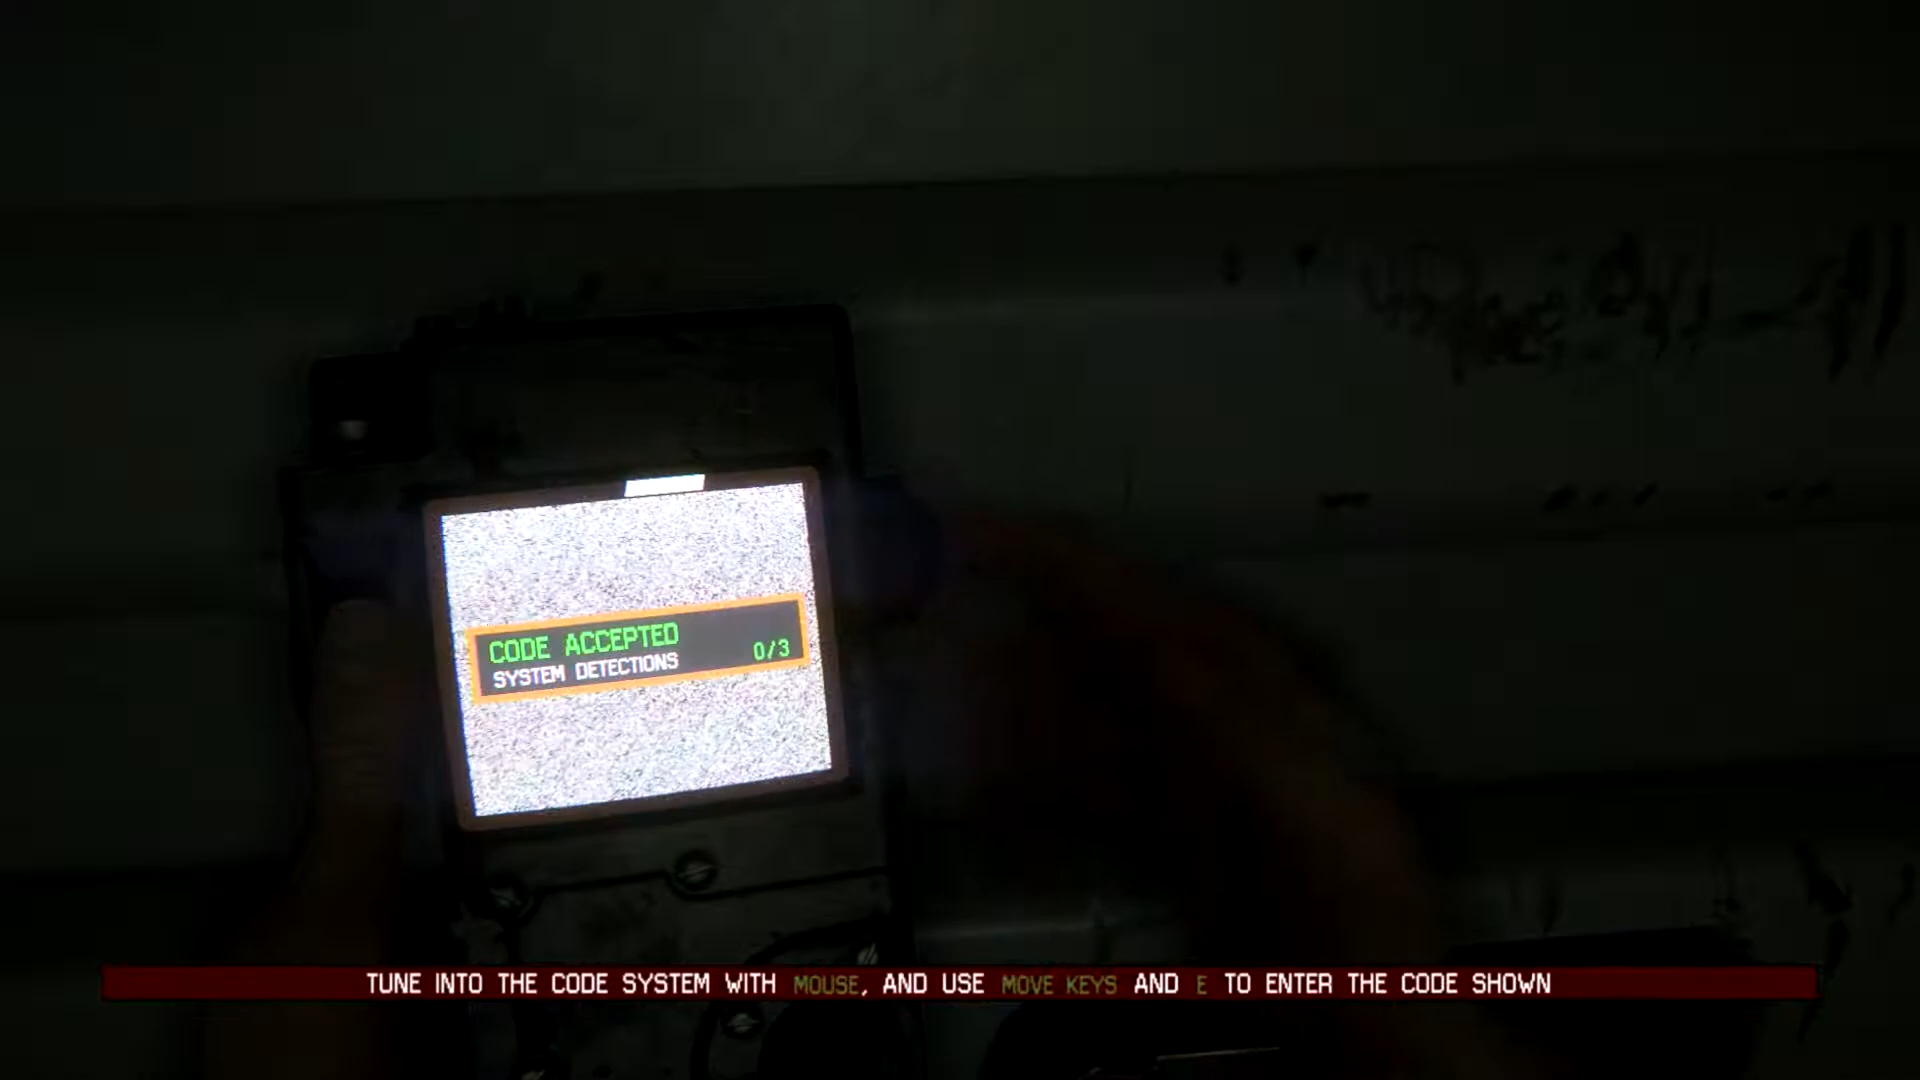 CODE ACCEPTED
SYSTEM DETECTIONS 0/3
TUNE INTO THE CODE SYSTEM WITH MOUSE, AND USE MOVE KEYS AND E TO ENTER THE CODE SHOWN